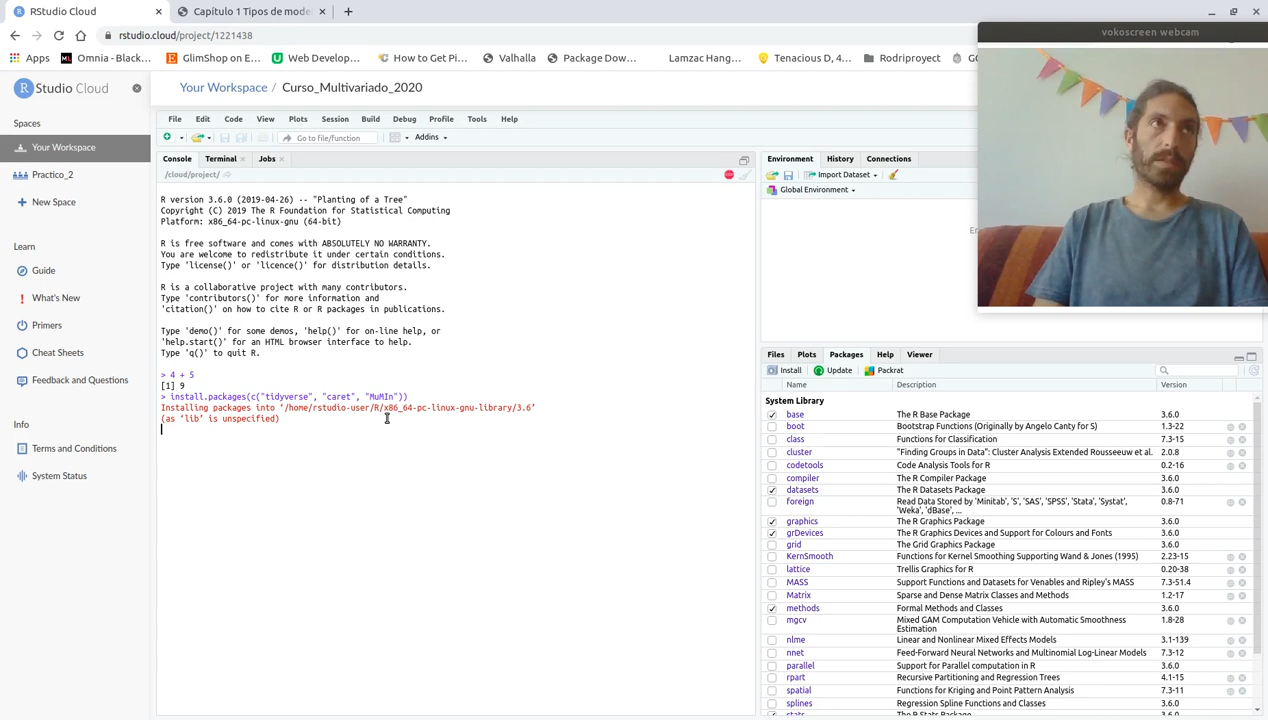 RStudio Cloud
Capítulo 1 Tipos de mode
rstudio.cloud/project/1221438
Apps
Omnia - Black...
GlimShop on E...
Web Develop...
How to Get Pi...
Valhalla
Package Dow...
Lamzac Hang...
Tenacious D, 4...
Rodriproject
vokoscreen webcam
R Studio Cloud
Your Workspace / Curso_Multivariado_2020
Spaces
Your Workspace
Practico_2
New Space
Learn
Guide
What's New
Primers
Cheat Sheets
Feedback and Questions
Info
Terms and Conditions
System Status
File Edit Code View Plots Session Build Debug Profile Tools Help
Go to file/function Addins
Console Terminal Jobs
/cloud/project/
R version 3.6.0 (2019-04-26) -- "Planting of a Tree"
Copyright (C) 2019 The R Foundation for Statistical Computing
Platform: x86_64-pc-linux-gnu (64-bit)
R is free software and comes with ABSOLUTELY NO WARRANTY.
You are welcome to redistribute it under certain conditions.
Type 'license()' or 'licence()' for distribution details.
R is a collaborative project with many contributors.
Type 'contributors()' for more information and
'citation()' on how to cite R or R packages in publications.
Type 'demo()' for some demos, 'help()' for on-line help, or
'help.start()' for an HTML browser interface to help.
Type 'q()' to quit R.
> 4 + 5
[1] 9
> install.packages(c("tidyverse", "caret", "MuMIn"))
Installing packages into ‘/home/rstudio-user/R/x86_64-pc-linux-gnu-library/3.6’
(as ‘lib’ is unspecified)
Environment History Connections
Import Dataset
Global Environment
Files Plots Packages Help Viewer
Install Update Packrat
Name Description Version
System Library
base The R Base Package 3.6.0
boot Bootstrap Functions (Originally by Angelo Canty for S) 1.3-22
class Functions for Classification 7.3-15
cluster "Finding Groups in Data": Cluster Analysis Extended Rousseeuw et al. 2.0.8
codetools Code Analysis Tools for R 0.2-16
compiler The R Compiler Package 3.6.0
datasets The R Datasets Package 3.6.0
foreign Read Data Stored by 'Minitab', 'S', 'SAS', 'SPSS', 'Stata', 'Systat', 0.8-71
'Weka', 'dBase', ...
graphics The R Graphics Package 3.6.0
grDevices The R Graphics Devices and Support for Colours and Fonts 3.6.0
grid The Grid Graphics Package 3.6.0
KernSmooth Functions for Kernel Smoothing Supporting Wand & Jones (1995) 2.23-15
lattice Trellis Graphics for R 0.20-38
MASS Support Functions and Datasets for Venables and Ripley's MASS 7.3-51.4
Matrix Sparse and Dense Matrix Classes and Methods 1.2-17
methods Formal Methods and Classes 3.6.0
mgcv Mixed GAM Computation Vehicle with Automatic Smoothness 1.8-28
Estimation
nlme Linear and Nonlinear Mixed Effects Models 3.1-139
nnet Feed-Forward Neural Networks and Multinomial Log-Linear Models 7.3-12
parallel Support for Parallel computation in R 3.6.0
rpart Recursive Partitioning and Regression Trees 4.1-15
spatial Functions for Kriging and Point Pattern Analysis 7.3-11
splines Regression Spline Functions and Classes 3.6.0
stats The R Stats Package 3.6.0